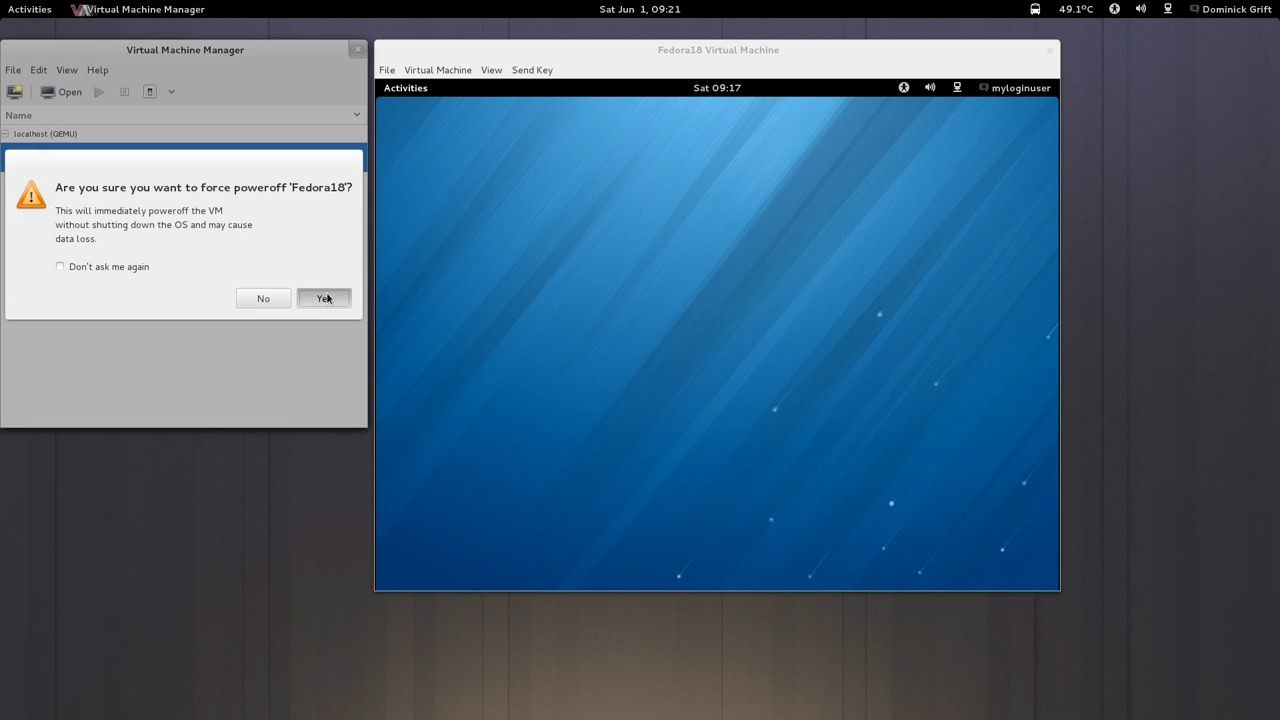 Activities Virtual Machine Manager Sat Jun 1, 09:21 49.1°C Dominick Grift
Virtual Machine Manager
File Edit View Help
Open
Name
localhost (QEMU)
Are you sure you want to force poweroff 'Fedora18'?
This will immediately poweroff the VM
without shutting down the OS and may cause
data loss.
Don't ask me again
No
Fedora18 Virtual Machine
File Virtual Machine View Send Key
Activities Sat 09:17 myloginuser